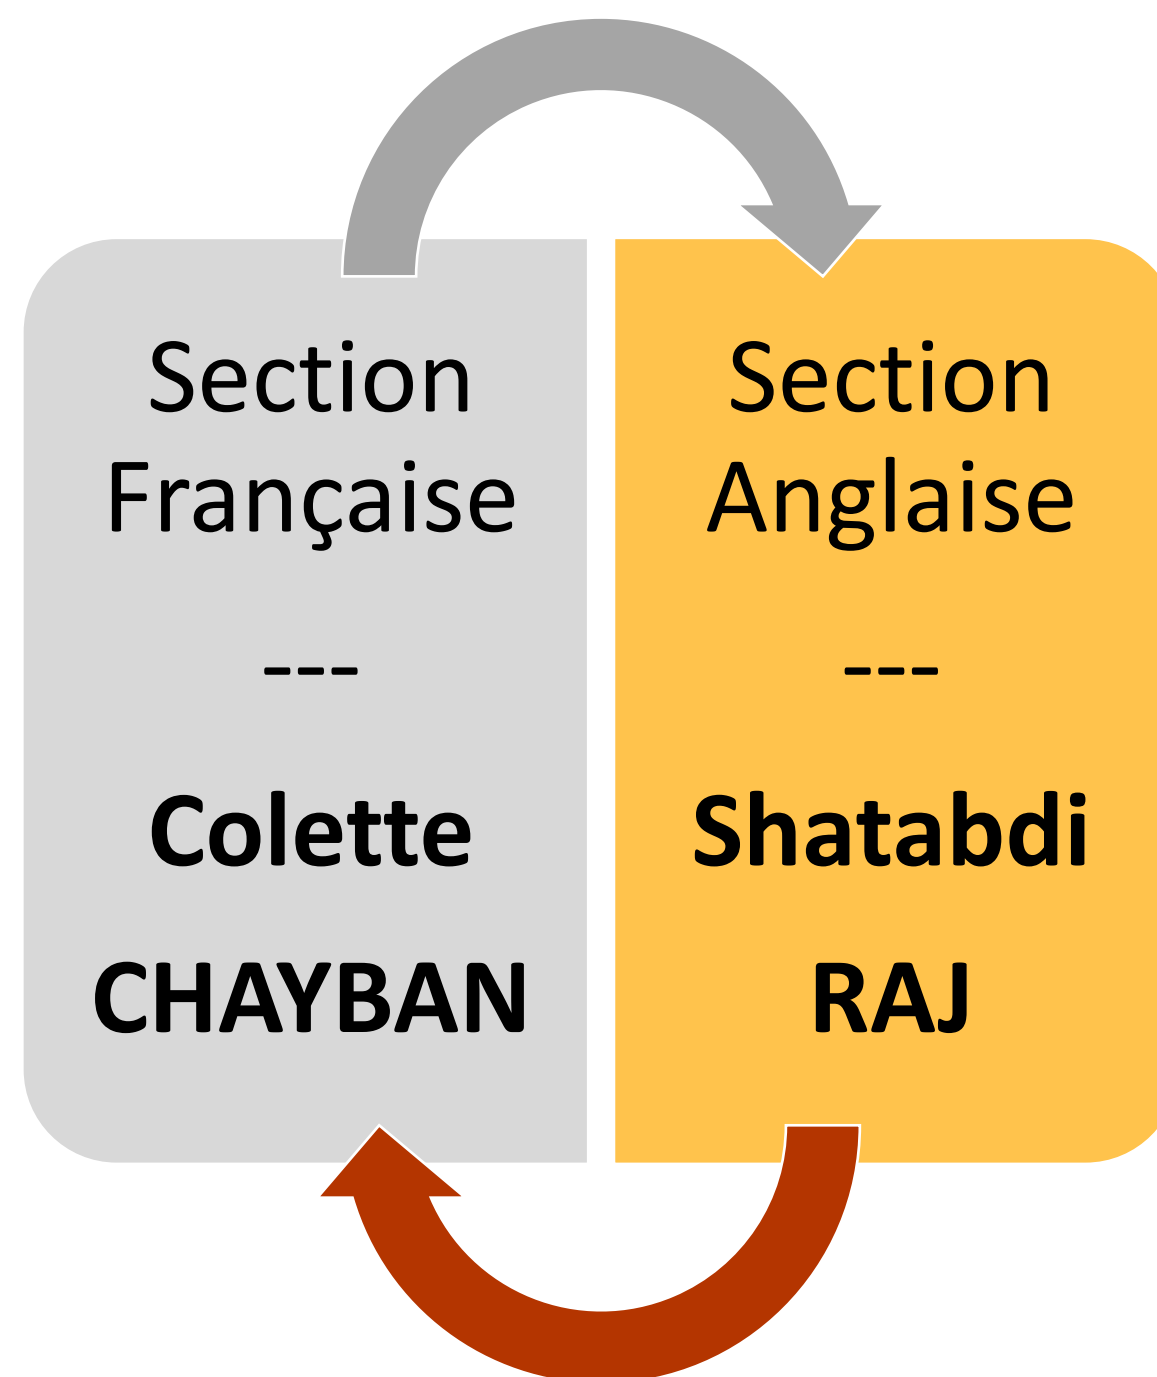 Section
Française
---
Colette
CHAYBAN
Section
Anglaise
---
Shatabdi
RAJ